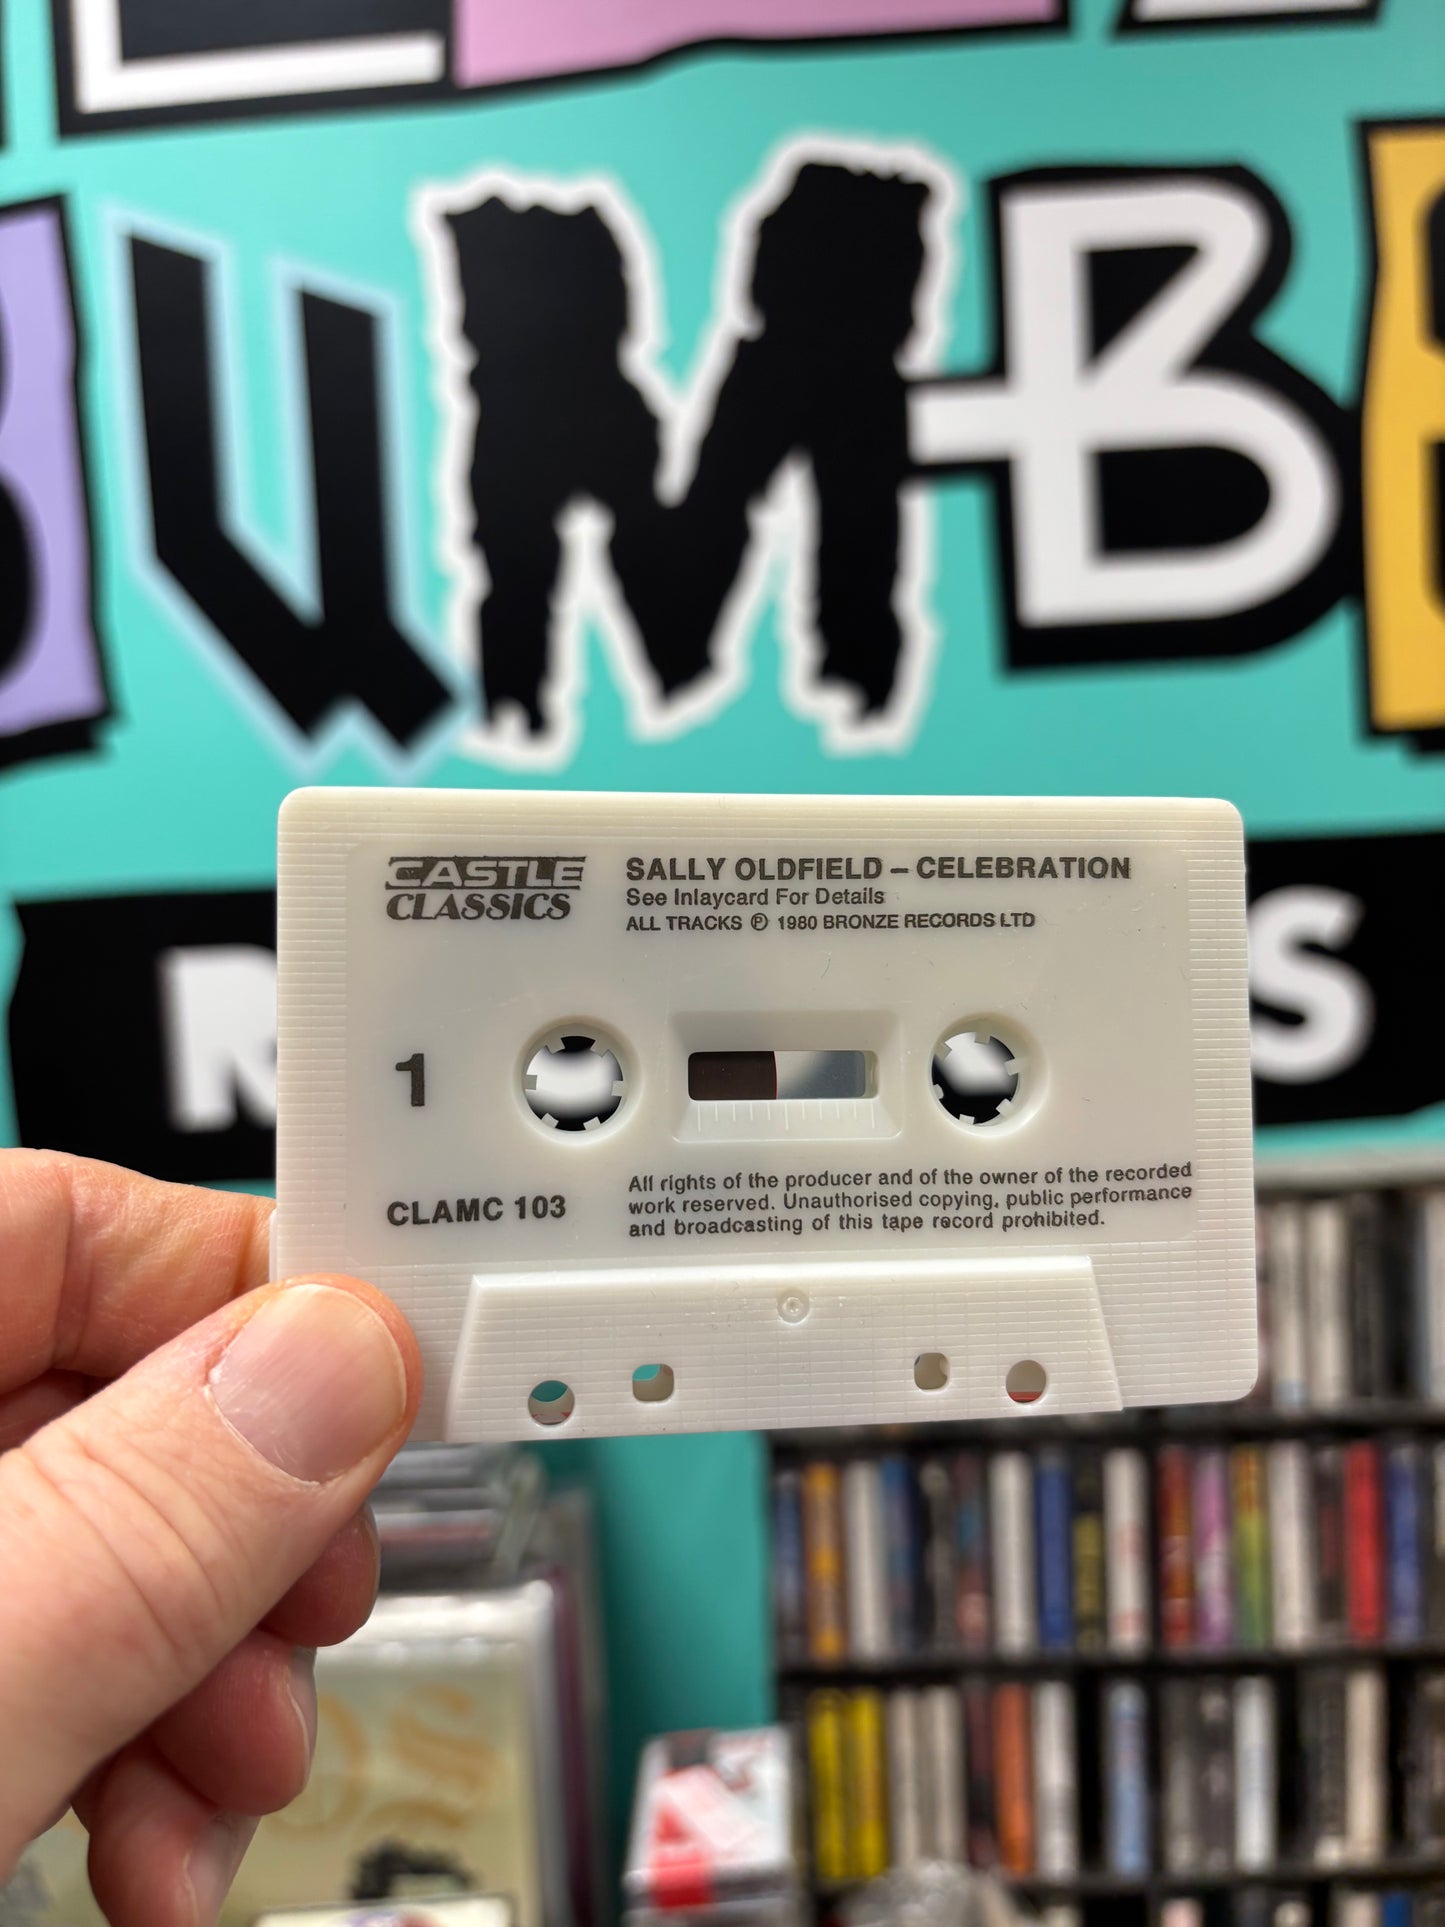 UMB
CASTLE
CLASSICS
SALLY OLDFIELD – CELEBRATION
See Inlaycard For Details
ALL TRACKS Ⓟ 1980 BRONZE RECORDS LTD
1
CLAMC 103
All rights of the producer and of the owner of the recorded
work reserved. Unauthorised copying, public performance
and broadcasting of this tape record prohibited.